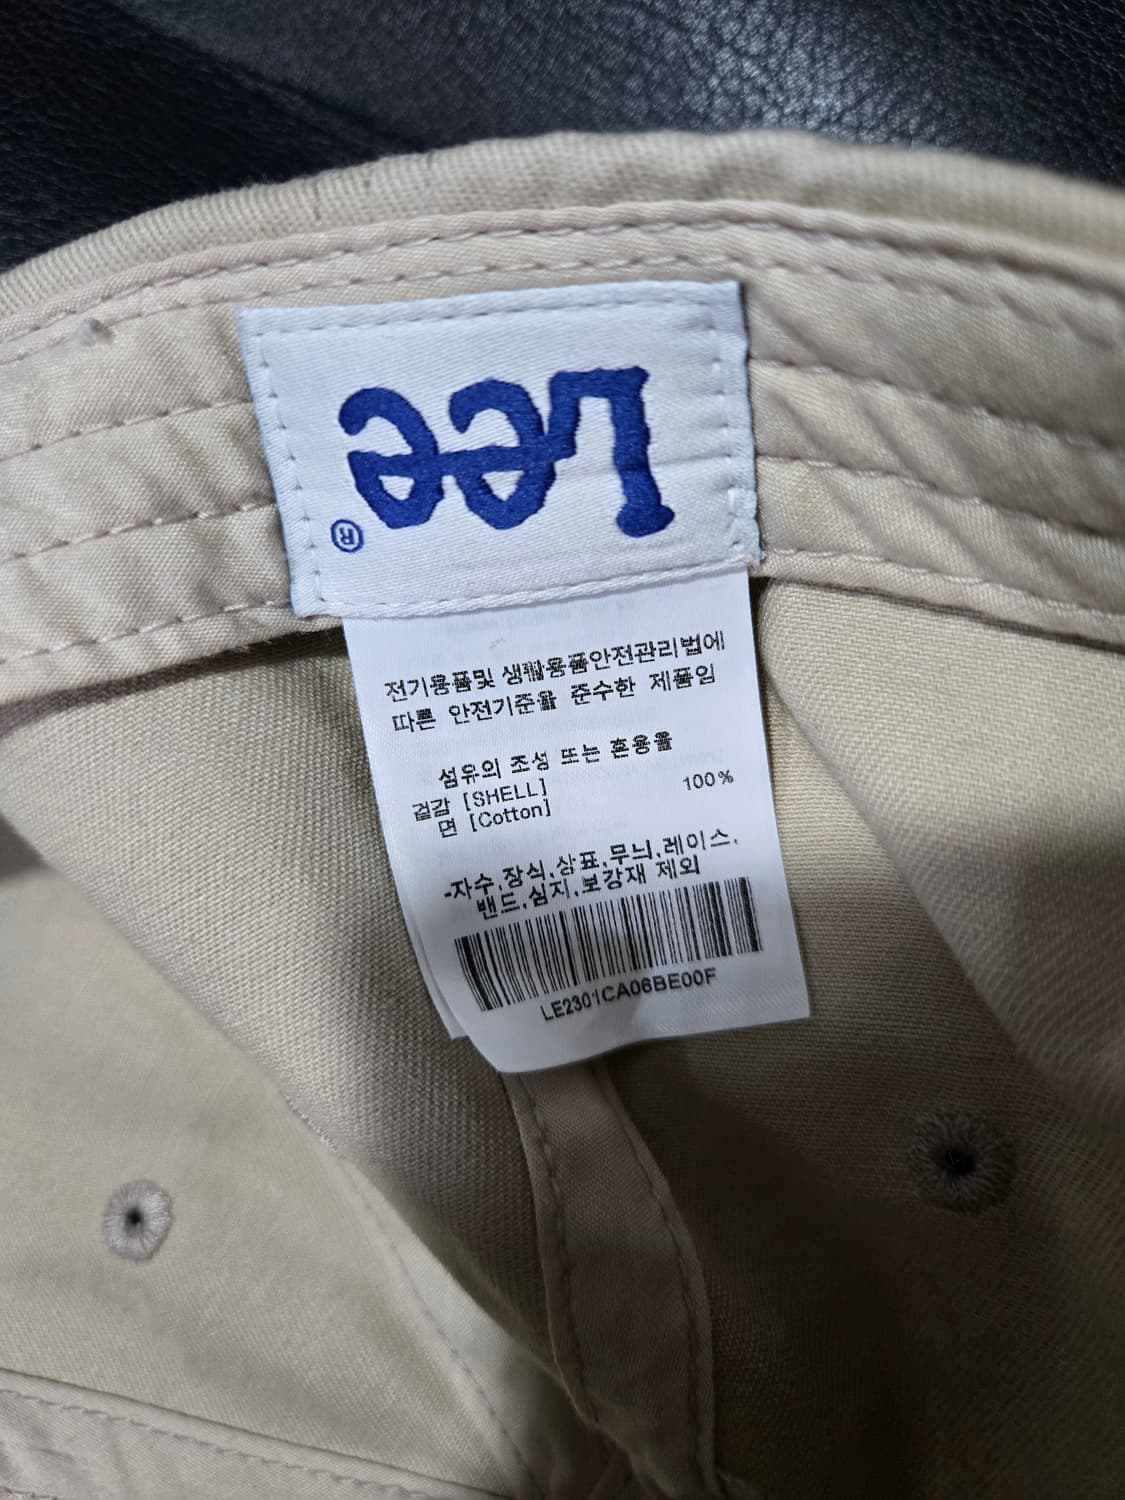 Lee®
전기용품및 생활용품안전관리법에
따른 안전기준을 준수한 제품임
섬유의 조성 또는 혼용율
겉감 [SHELL] 100%
면 [Cotton]
-자수,장식,상표,무늬,레이스,
밴드,심지,보강재 제외
LE2301CA06BE00F